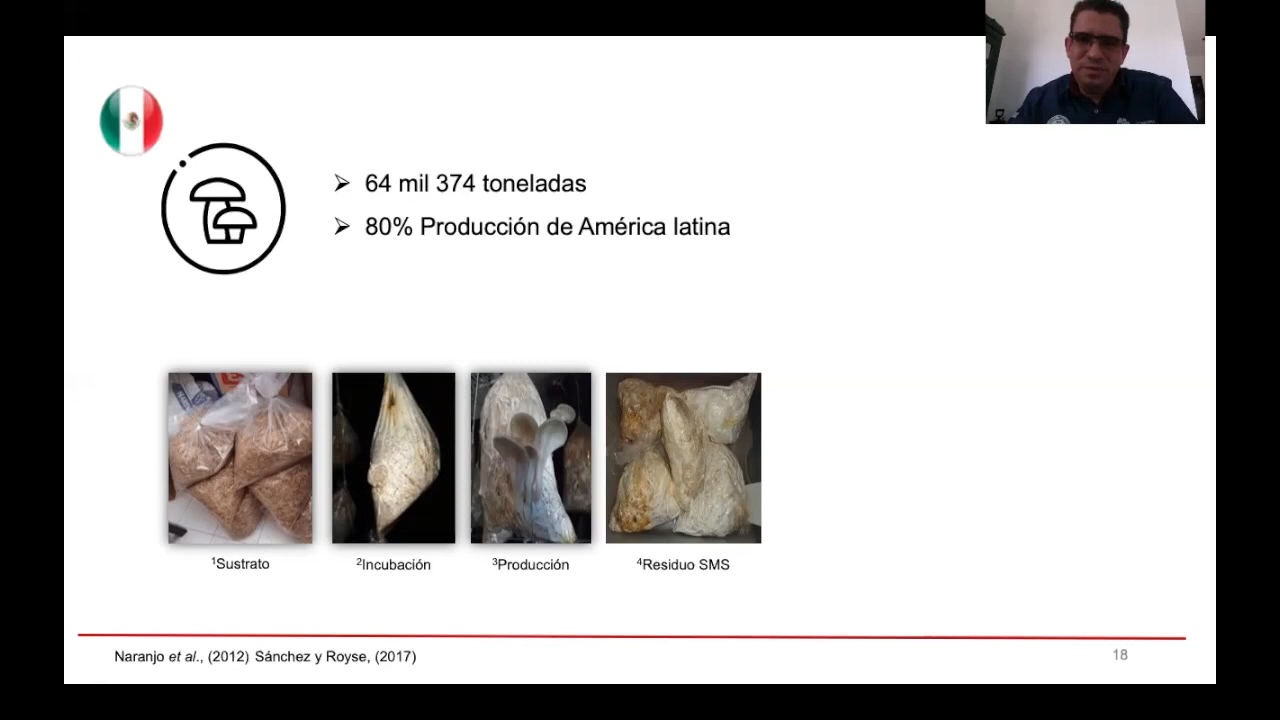 64 mil 374 toneladas
80% Producción de América latina
¹Sustrato
²Incubación
³Producción
⁴Residuo SMS
Naranjo et al., (2012) Sánchez y Royse, (2017)
18